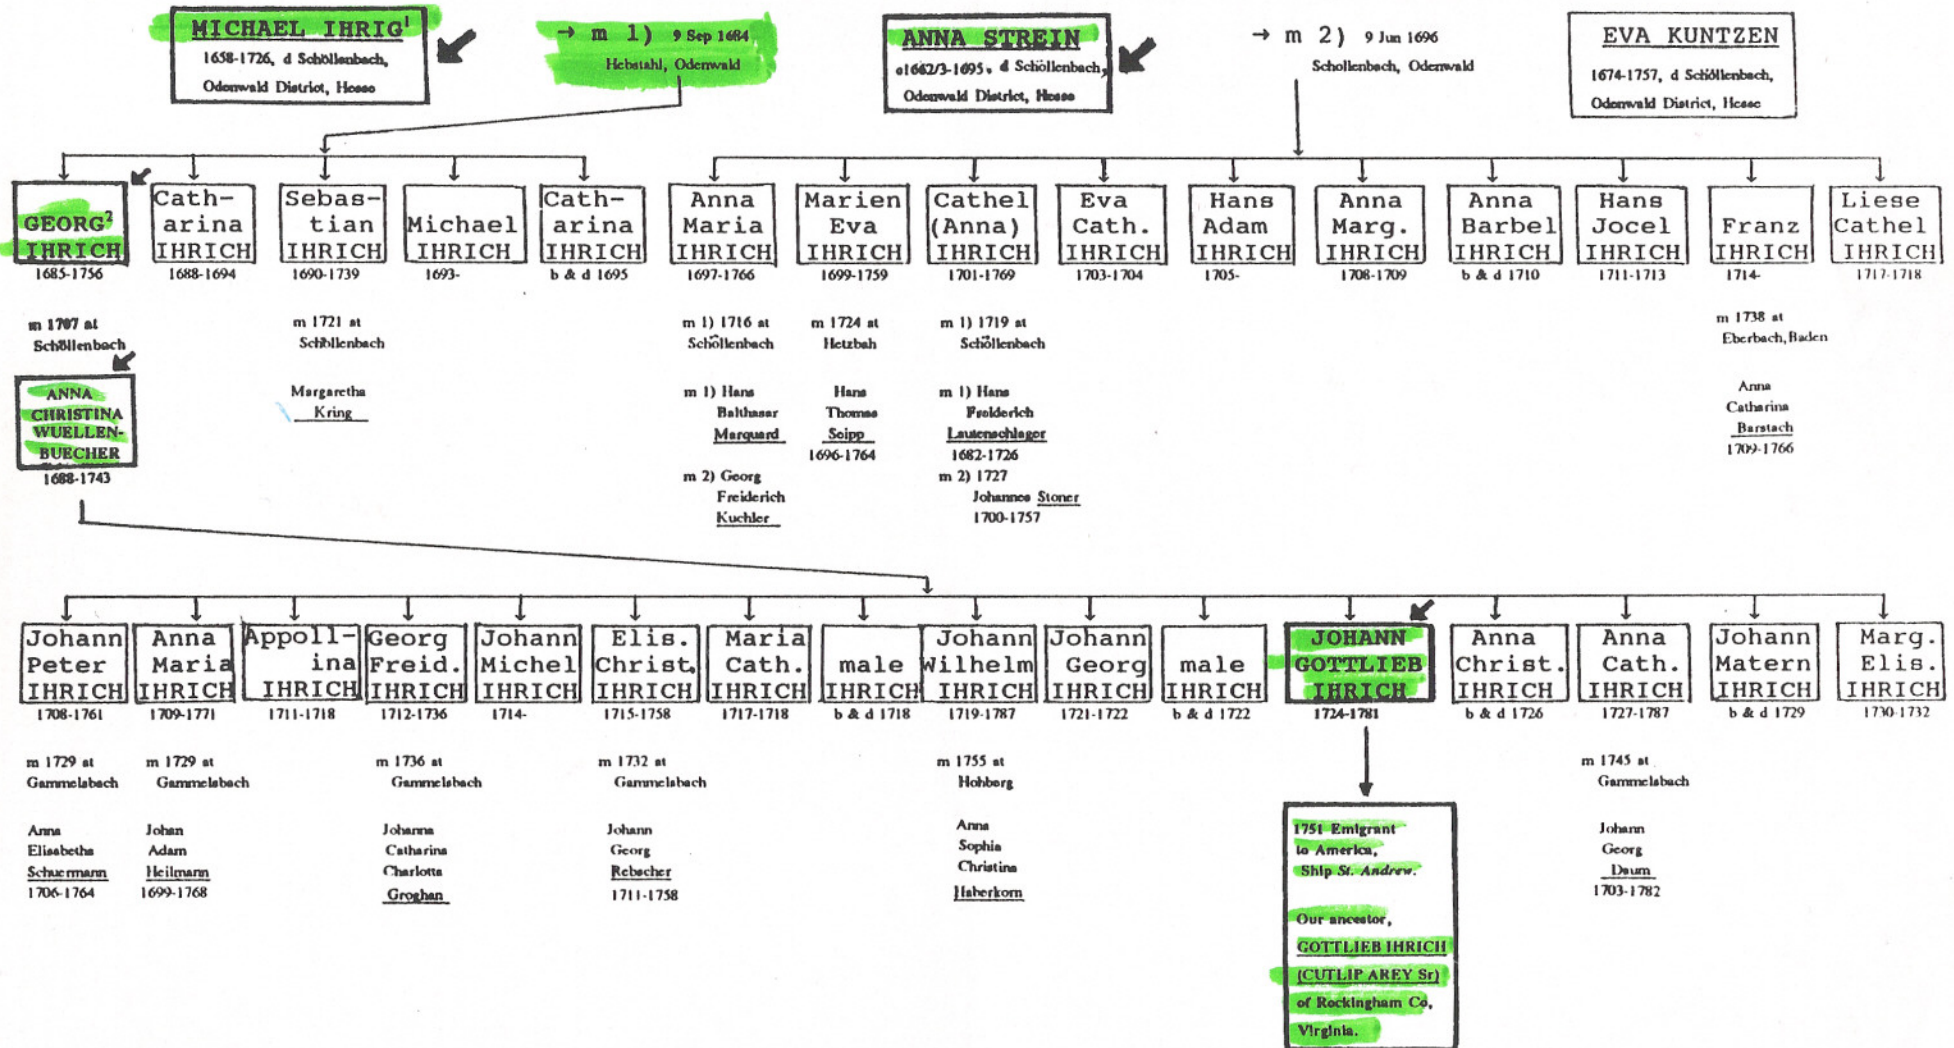 MICHAEL IHRIG¹
1658-1726, d Schöllenbach,
Odenwald District, Hesse
→ m 1) 9 Sep 1684
Hebstahl, Odenwald
ANNA STREIN
c1662/3-1695, d Schöllenbach,
Odenwald District, Hesse
→ m 2) 9 Jun 1696
Schollenbach, Odenwald
EVA KUNTZEN
1674-1757, d Schöllenbach,
Odenwald District, Hesse
GEORG²
IHRICH
1685-1756
Cath-
arina
IHRICH
1688-1694
Sebas-
tian
IHRICH
1690-1739
Michael
IHRICH
1693-
Cath-
arina
IHRICH
b & d 1695
Anna
Maria
IHRICH
1697-1766
Marien
Eva
IHRICH
1699-1759
Cathel
(Anna)
IHRICH
1701-1769
Eva
Cath.
IHRICH
1703-1704
Hans
Adam
IHRICH
1705-
Anna
Marg.
IHRICH
1708-1709
Anna
Barbel
IHRICH
b & d 1710
Hans
Jocel
IHRICH
1711-1713
Franz
IHRICH
1714-
Liese
Cathel
IHRICH
1717-1718
m 1707 at
Schöllenbach
ANNA
CHRISTINA
WUELLEN-
BUECHER
1688-1743
m 1721 at
Schöllenbach
Margaretha
Kring
m 1) 1716 at
Schöllenbach
m 1) Hans
Balthasar
Marquard
m 2) Georg
Freiderich
Kuchler
m 1724 at
Hetzbah
Hans
Thomas
Seipp
1696-1764
m 1) 1719 at
Schöllenbach
m 1) Hans
Freiderich
Lautenschlager
1682-1726
m 2) 1727
Johannes Stoner
1700-1757
m 1738 at
Eberbach, Baden
Anna
Catharina
Barstach
1709-1766
Johann
Peter
IHRICH
1708-1761
Anna
Maria
IHRICH
1709-1771
Appoll-
ina
IHRICH
1711-1718
Georg
Freid.
IHRICH
1712-1736
Johann
Michel
IHRICH
1714-
Elis.
Christ.
IHRICH
1715-1758
Maria
Cath.
IHRICH
1717-1718
male
IHRICH
b & d 1718
Johann
Wilhelm
IHRICH
1719-1787
Johann
Georg
IHRICH
1721-1722
male
IHRICH
b & d 1722
JOHANN
GOTTLIEB
IHRICH
1724-1781
Anna
Christ.
IHRICH
b & d 1726
Anna
Cath.
IHRICH
1727-1787
Johann
Matern
IHRICH
b & d 1729
Marg.
Elis.
IHRICH
1730-1732
m 1729 at
Gammelsbach
Anna
Elisabetha
Schuermann
1706-1764
m 1729 at
Gammelsbach
Johan
Adam
Heilmann
1699-1768
m 1736 at
Gammelsbach
Johanna
Catharina
Charlotta
Groghan
m 1732 at
Gammelsbach
Johann
Georg
Rebscher
1711-1758
m 1755 at
Hohberg
Anna
Sophia
Christina
Haberkorn
1751 Emigrant
to America,
Ship St. Andrew.
Our ancestor,
GOTTLIEB IHRICH
(CUTLIP AREY Sr)
of Rockingham Co,
Virginia.
m 1745 at
Gammelsbach
Johann
Georg
Daum
1703-1782